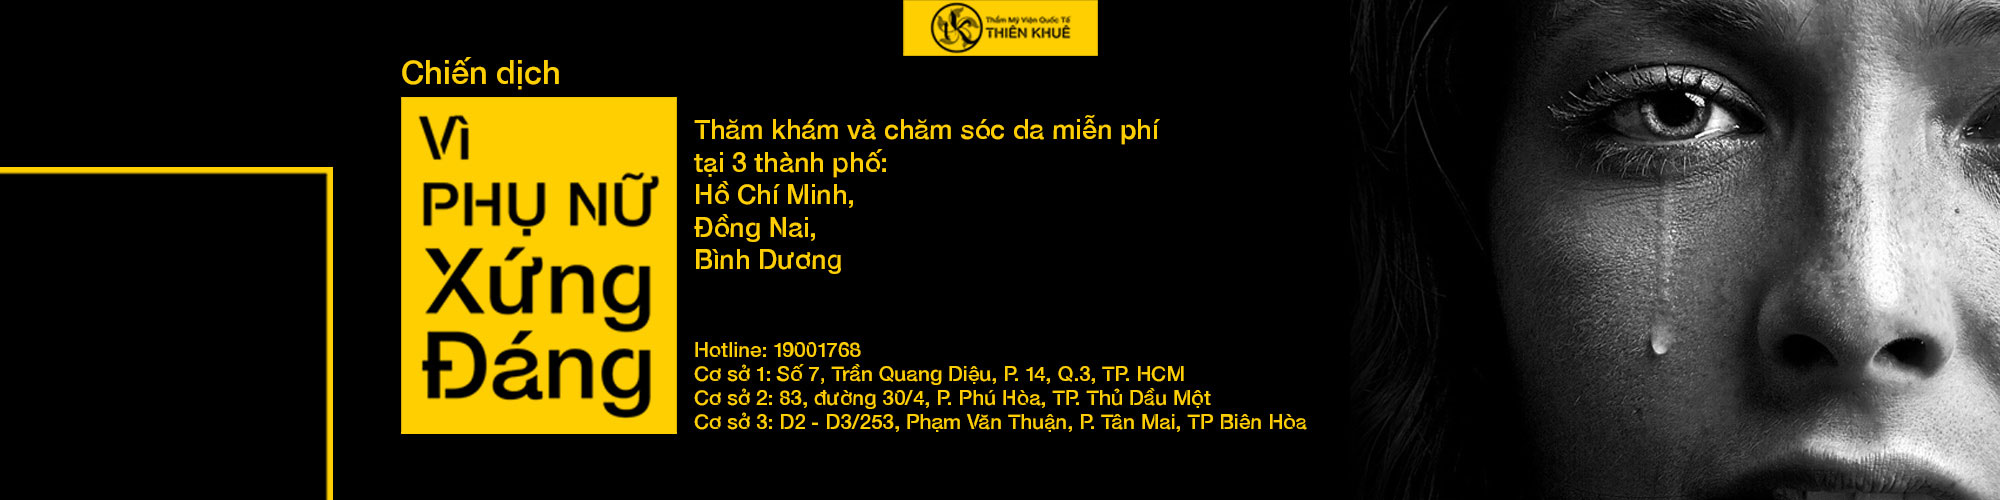 Thẩm Mỹ Viện Quốc Tế
THIÊN KHUÊ
Chiến dịch
Vì
PHỤ NỮ
Xứng
Đáng
Thăm khám và chăm sóc da miễn phí
tại 3 thành phố:
Hồ Chí Minh,
Đồng Nai,
Bình Dương
Hotline: 19001768
Cơ sở 1: Số 7, Trần Quang Diệu, P. 14, Q.3, TP. HCM
Cơ sở 2: 83, đường 30/4, P. Phú Hòa, TP. Thủ Dầu Một
Cơ sở 3: D2 - D3/253, Phạm Văn Thuận, P. Tân Mai, TP Biên Hòa